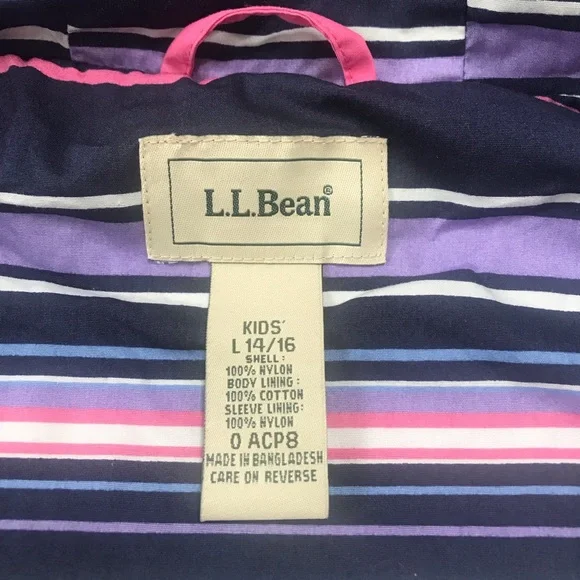 L.L.Bean®
KIDS'
L 14/16
SHELL:
100% NYLON
BODY LINING:
100% COTTON
SLEEVE LINING:
100% NYLON
0 ACP8
MADE IN BANGLADESH
CARE ON REVERSE